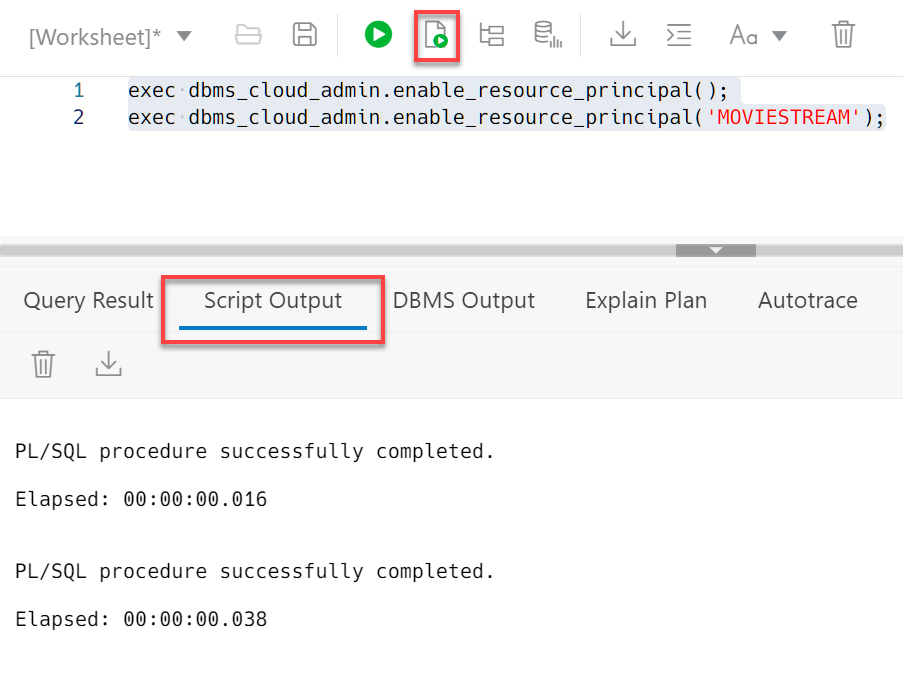 [Worksheet]*
Aa
1 exec dbms_cloud_admin.enable_resource_principal();
2 exec dbms_cloud_admin.enable_resource_principal('MOVIESTREAM');
Query Result Script Output DBMS Output Explain Plan Autotrace
PL/SQL procedure successfully completed.
Elapsed: 00:00:00.016
PL/SQL procedure successfully completed.
Elapsed: 00:00:00.038